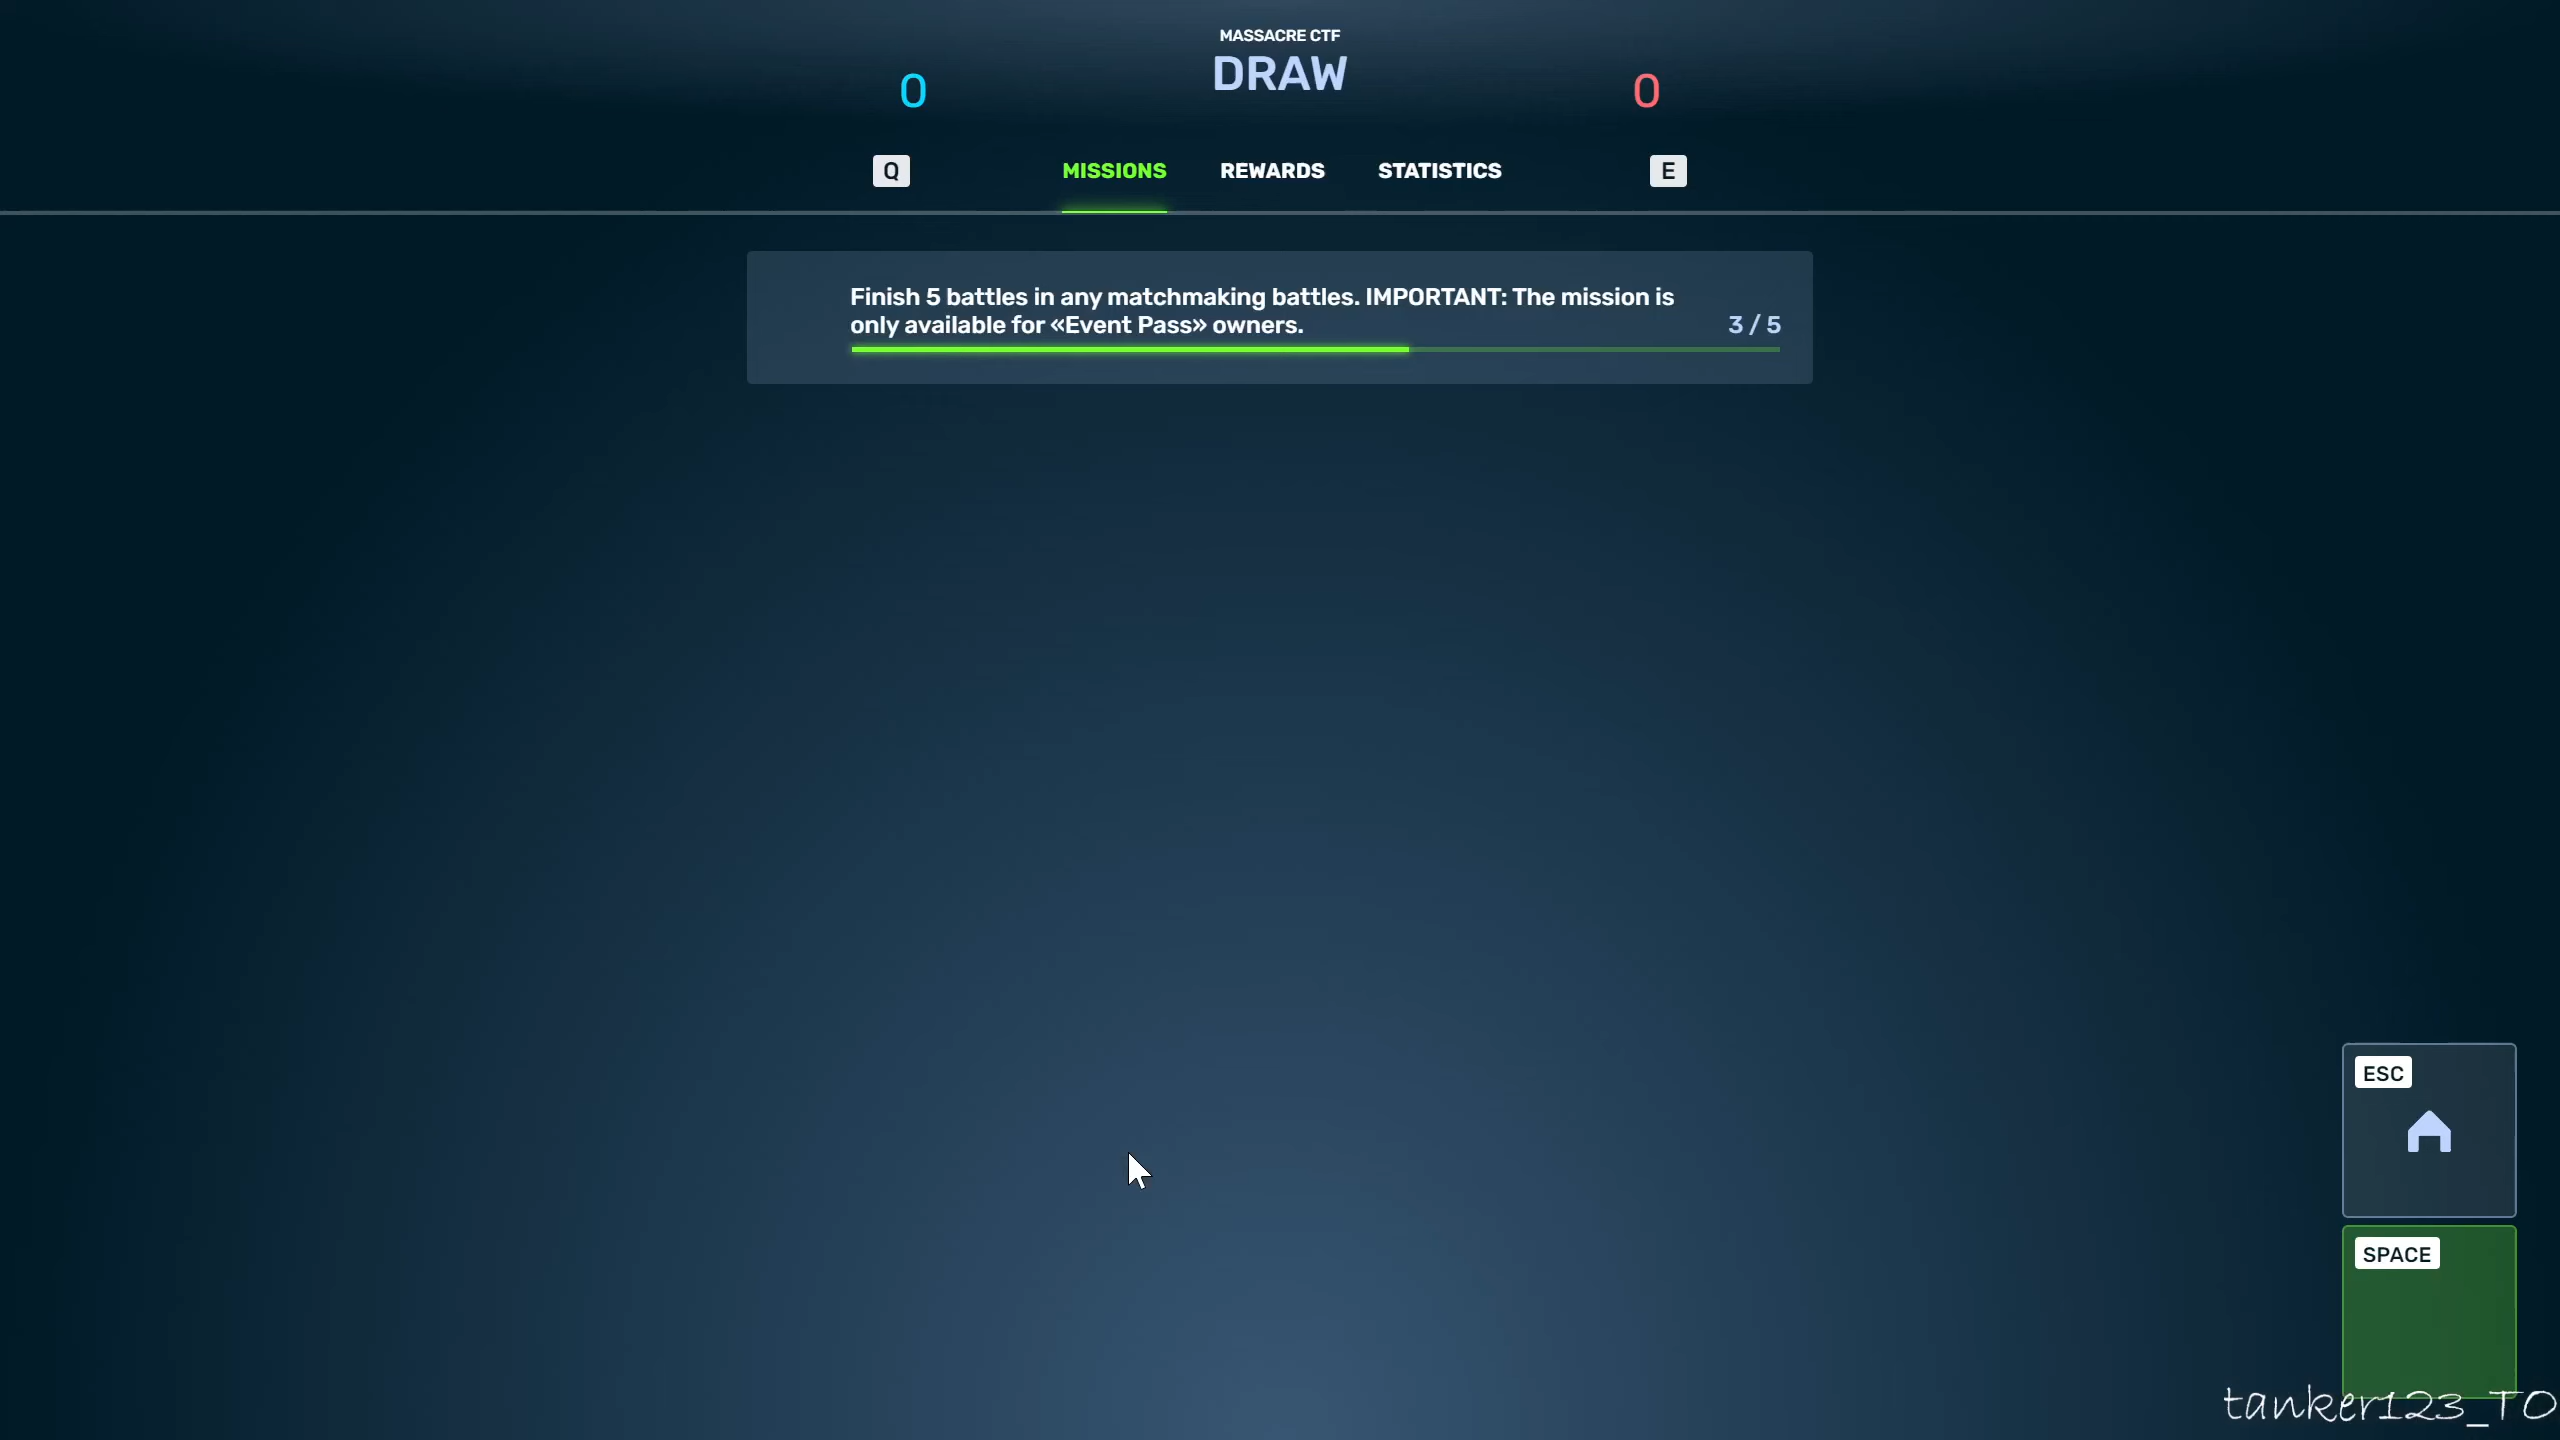 MASSACRE CTF
0 DRAW 0
Q MISSIONS REWARDS STATISTICS E
Finish 5 battles in any matchmaking battles. IMPORTANT: The mission is
only available for «Event Pass» owners. 3 / 5
ESC
SPACE
tanker123_TO